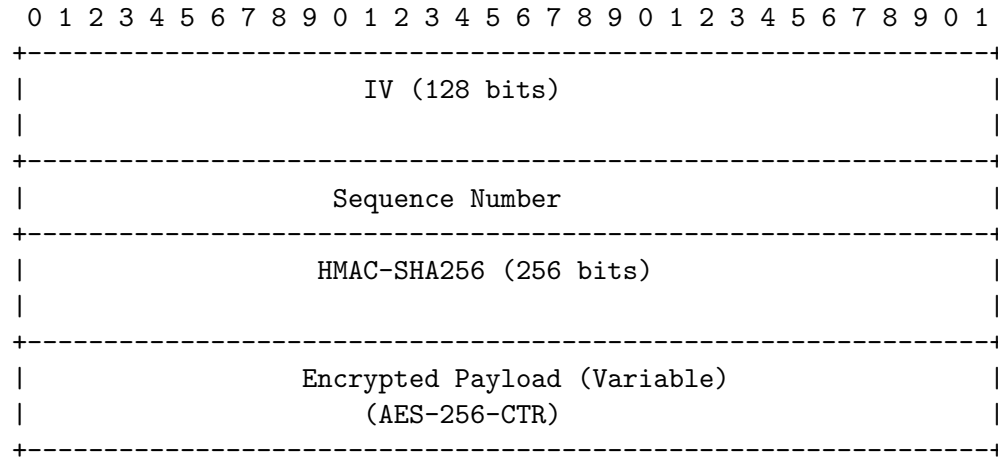 0 1 2 3 4 5 6 7 8 9 0 1 2 3 4 5 6 7 8 9 0 1 2 3 4 5 6 7 8 9 0 1
+---------------------------------------------------------------+
| IV (128 bits) |
| |
+---------------------------------------------------------------+
| Sequence Number |
+---------------------------------------------------------------+
| HMAC-SHA256 (256 bits) |
| |
+---------------------------------------------------------------+
| Encrypted Payload (Variable) |
| (AES-256-CTR) |
+---------------------------------------------------------------+